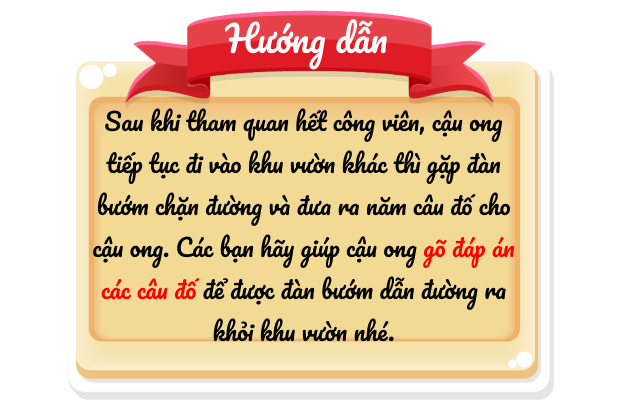 Hướng dẫn
Sau khi tham quan hết công viên, cậu ong
tiếp tục đi vào khu vườn khác thì gặp đàn
bướm chặn đường và đưa ra năm câu đố cho
cậu ong. Các bạn hãy giúp cậu ong gõ đáp án
các câu đố để được đàn bướm dẫn đường ra
khỏi khu vườn nhé.